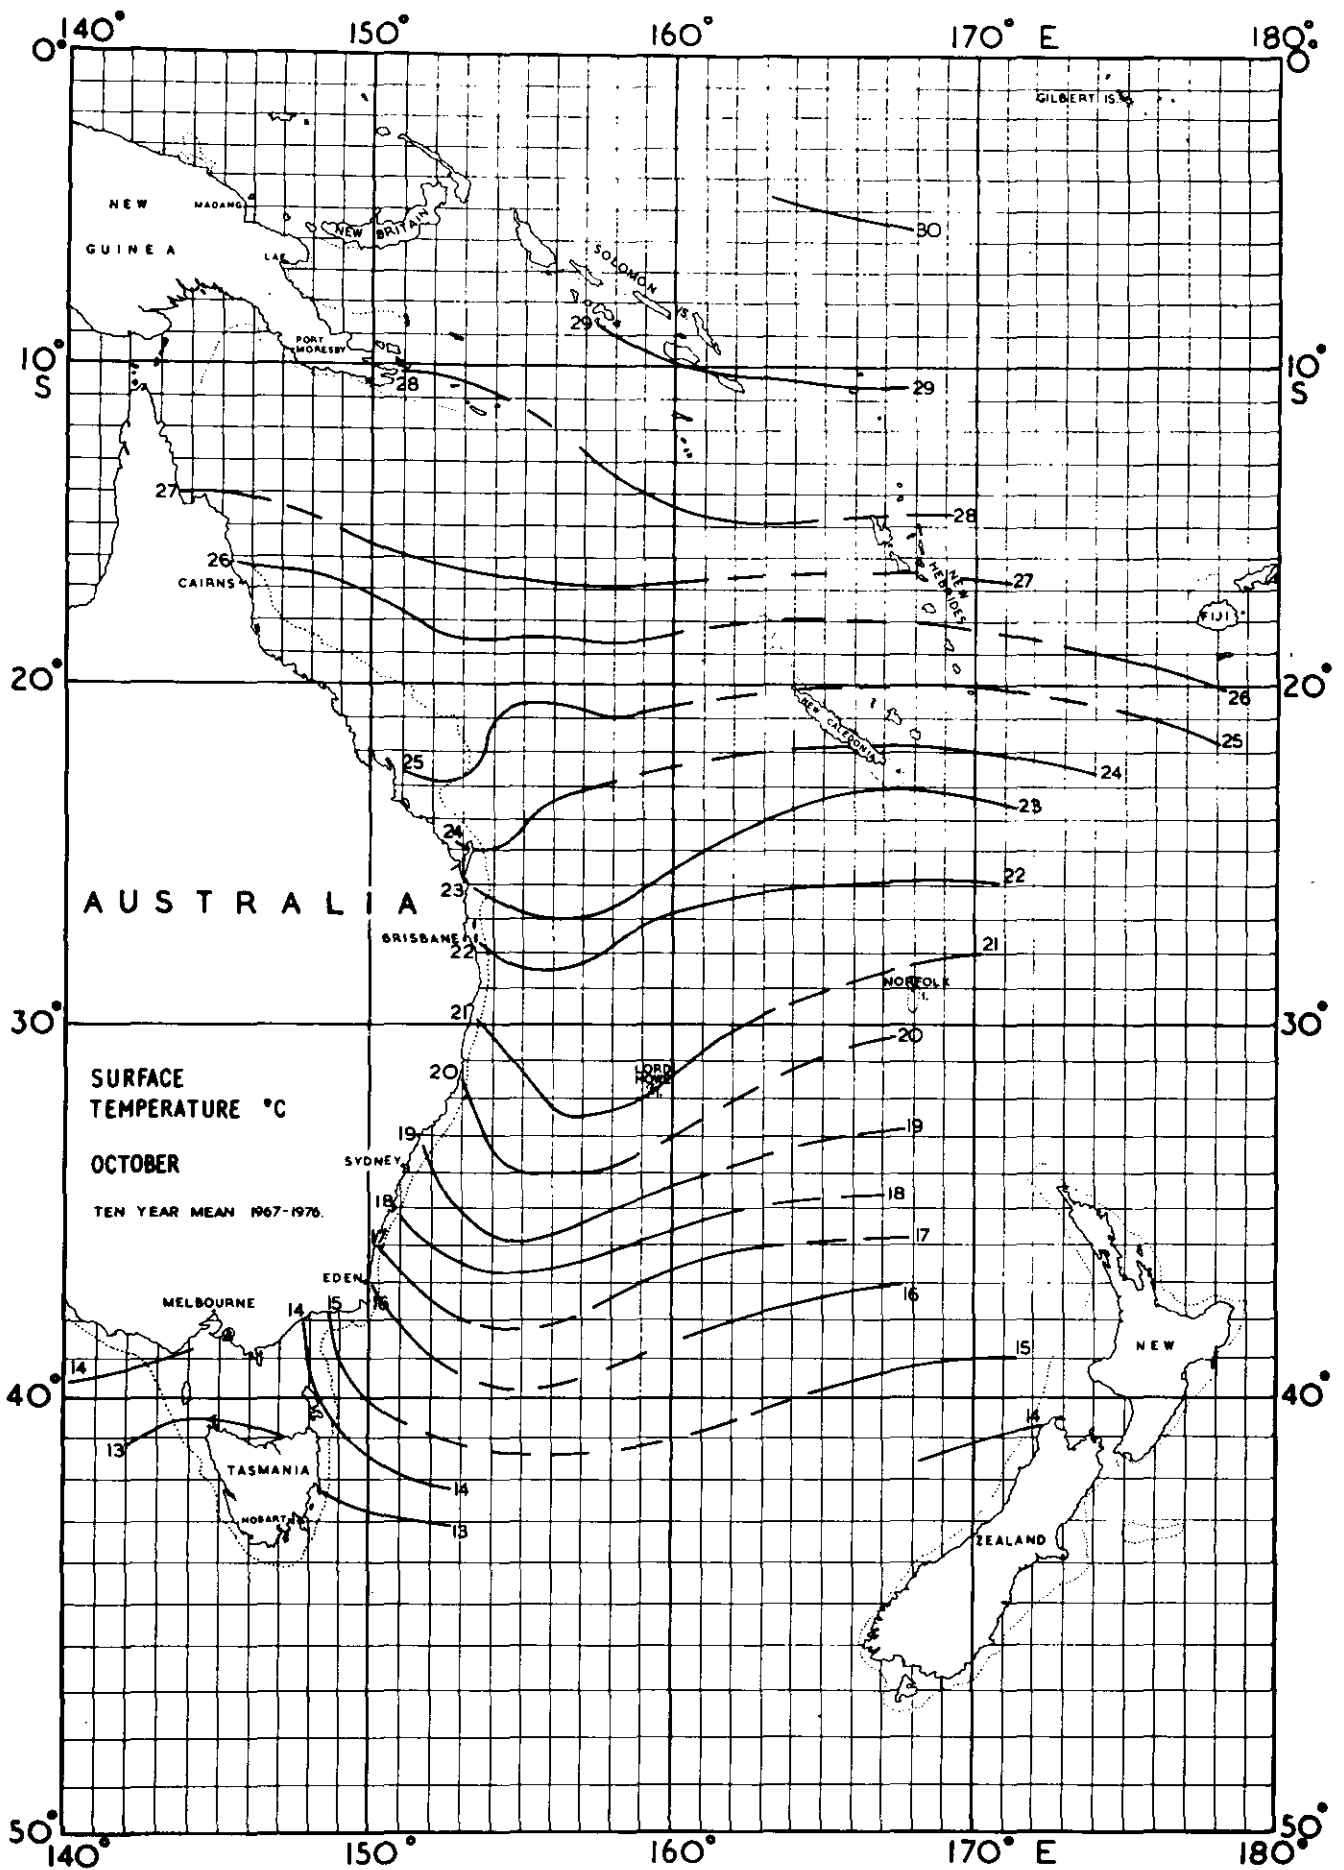 140° 150° 160° 170° E 180°
0° 0°
GILBERT IS.
NEW
GUINEA
MADANG
NEW BRITAIN
LAE
30
SOLOMON IS
29
PORT
MORESBY
10° 10°
S S
28 29
27
28
26
CAIRNS
27
NEW
HEBRIDES
FIJI
20° 20°
26
NEW CALEDONIA
25 25
24
23
24
23 22
AUSTRALIA
BRISBANE
22
21
NORFOLK
I.
21
30° 30°
20
LORD
HOWE
I.
20
SURFACE
TEMPERATURE °C
19 19
OCTOBER
SYDNEY
18 18
TEN YEAR MEAN 1967-1976.
17 17
EDEN
16 16
MELBOURNE
14 15
NEW
15
14
40° 40°
14
13
TASMANIA
14
HOBART
13
ZEALAND
50° 50°
140° 150° 160° 170° E 180°